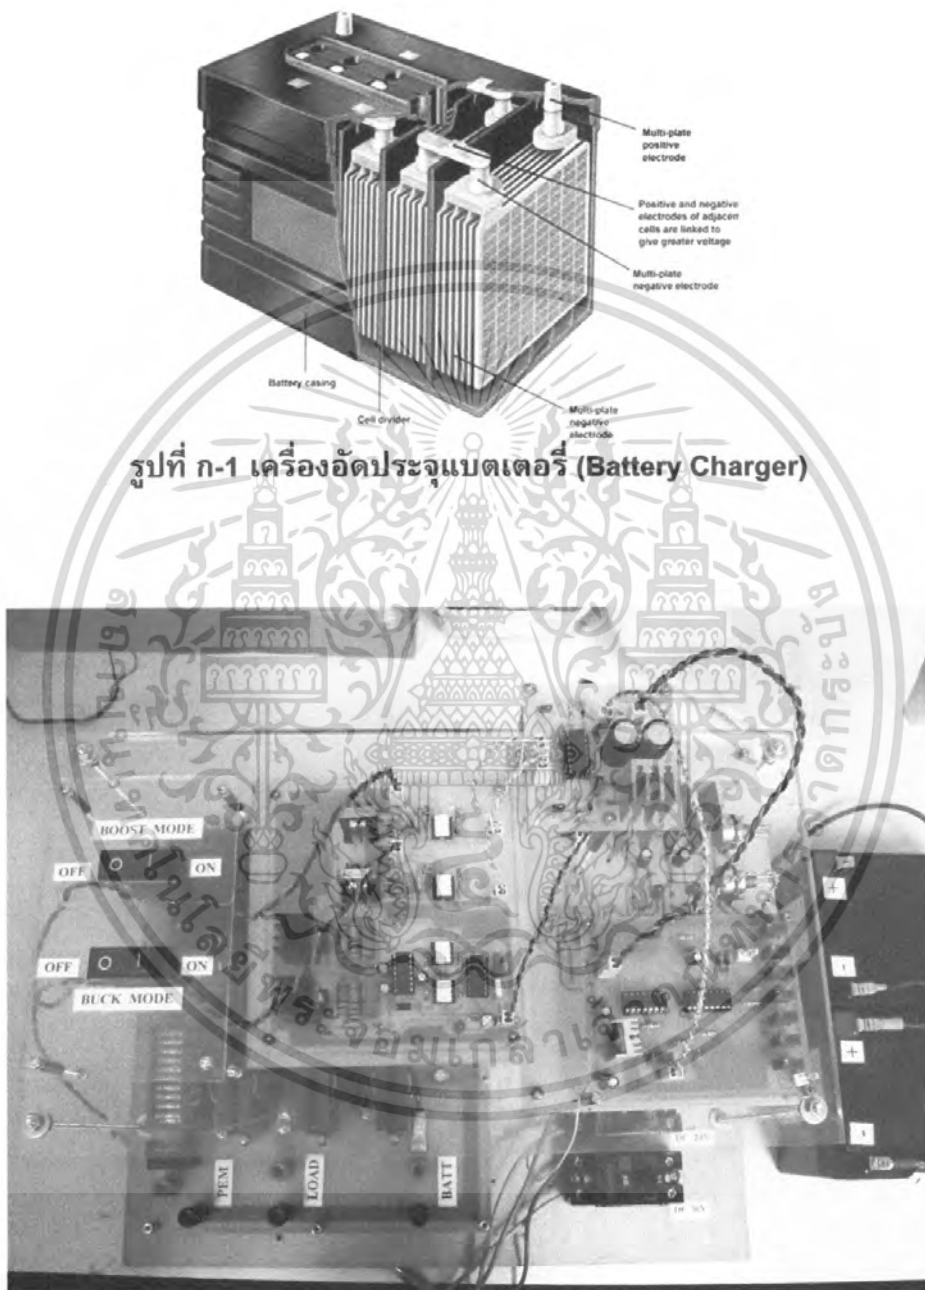 Multi-plate
positive
electrode
Positive and negative
electrodes of adjacen
cells are linked to
give greater voltage
Multi-plate
negative electrode
Battery casing
Cell divider
Multi-plate
negative
electrode
รูปที่ ก-1 เครื่องอัดประจุแบตเตอรี่ (Battery Charger)
BOOST MODE
OFF
ON
OFF
ON
BUCK MODE
PEM
LOAD
BATT
DC 24V
+
-
+
-